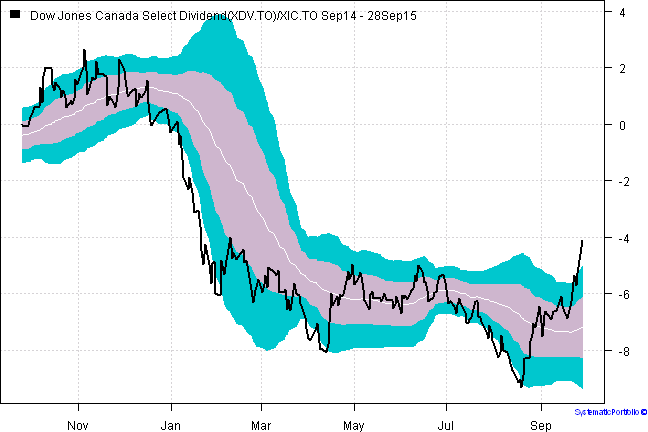 Dow Jones Canada Select Dividend(XDV.TO)/XIC.TO Sep14 - 28Sep15
4
2
0
-2
-4
-6
-8
SystematicPortfolio ©
Nov Jan Mar May Jul Sep